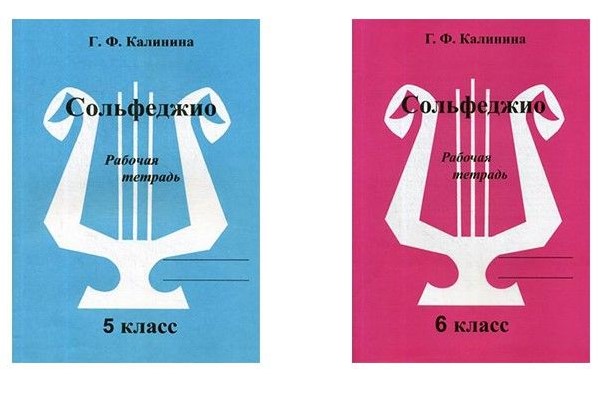 Г. Ф. Калинина
Сольфеджио
Рабочая
тетрадь
5 класс
Г. Ф. Калинина
Сольфеджио
Рабочая
тетрадь
6 класс